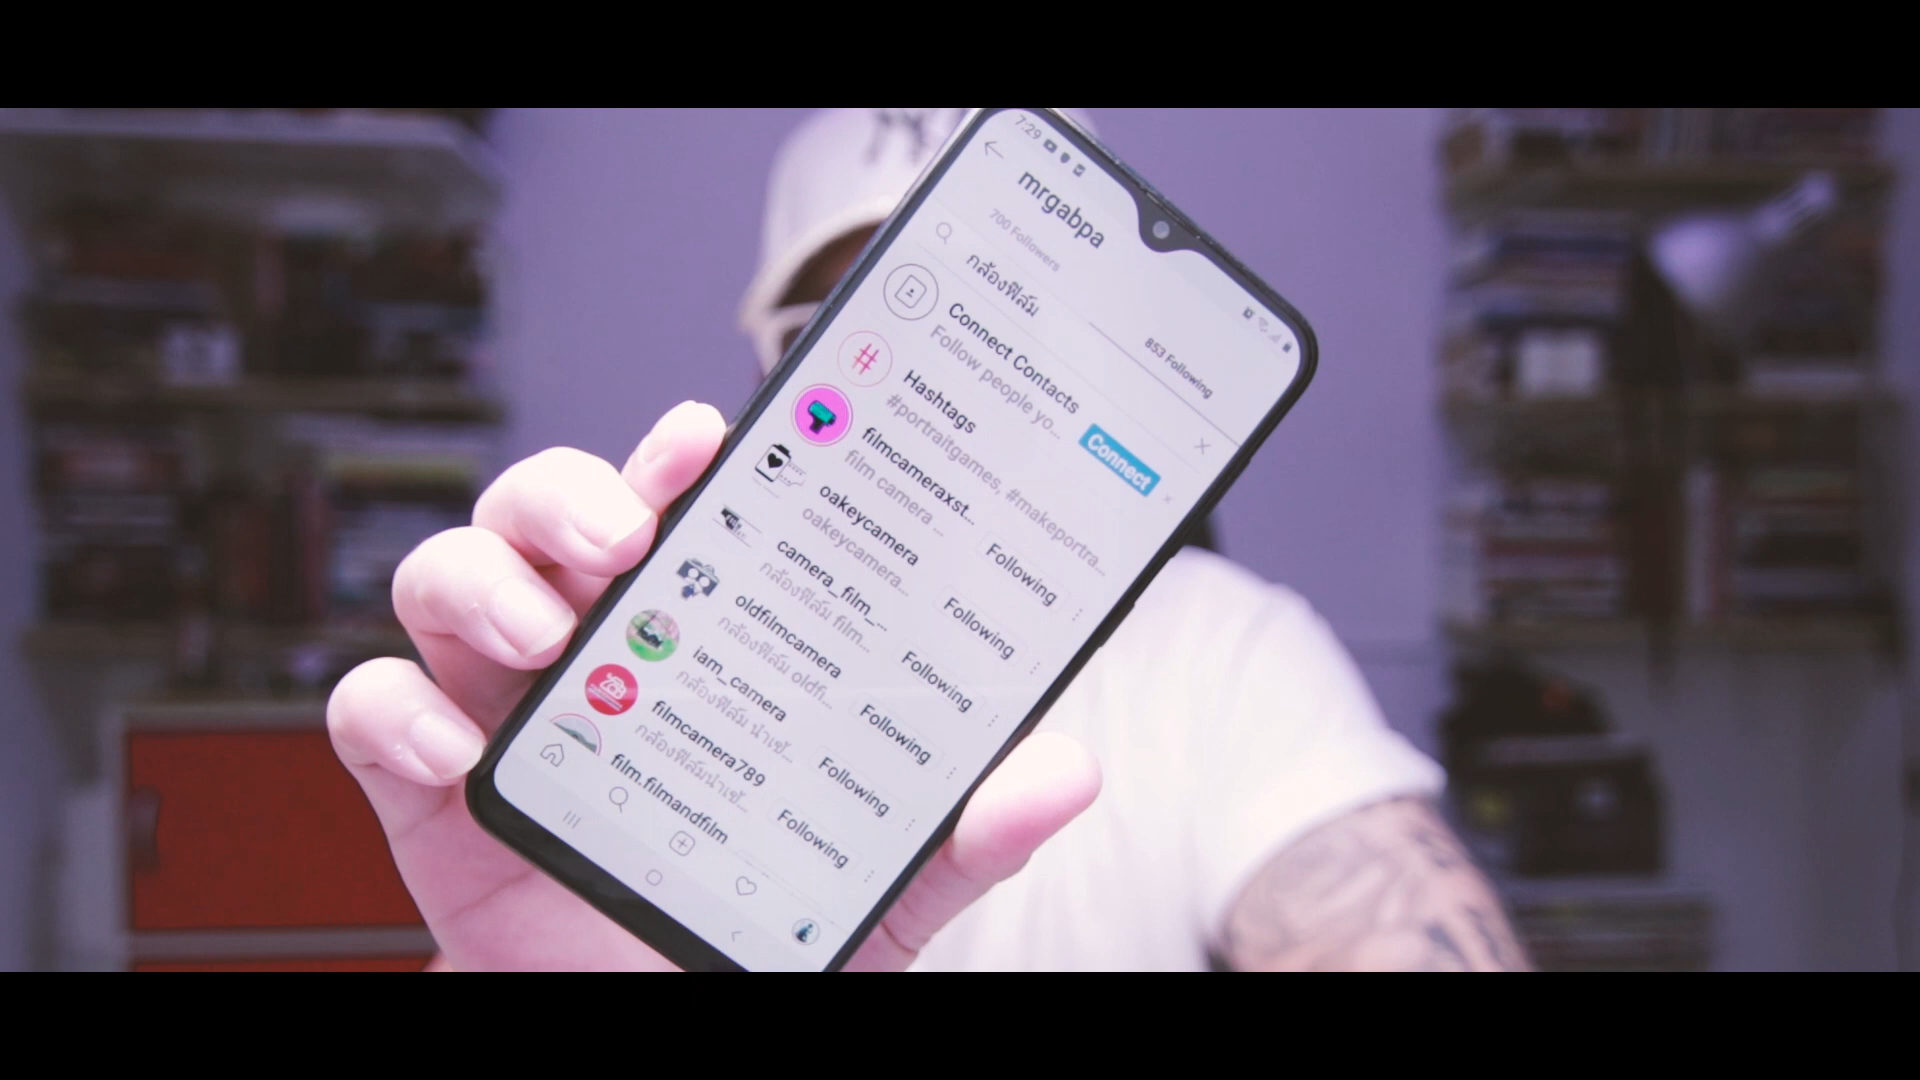 7:29
mrgabpa
700 Followers
853 Following
กล้องฟิล์ม
Connect Contacts
Follow people yo...
Connect
Hashtags
#portraitgames, #makeportra...
filmcameraxst...
film camera ...
Following
oakeycamera
oakeycamera...
Following
camera_film_...
กล้องฟิล์ม film...
Following
oldfilmcamera
กล้องฟิล์ม oldfi...
Following
iam_camera
กล้องฟิล์ม นำเข้...
Following
filmcamera789
กล้องฟิล์มนำเข้...
Following
film.filmandfilm